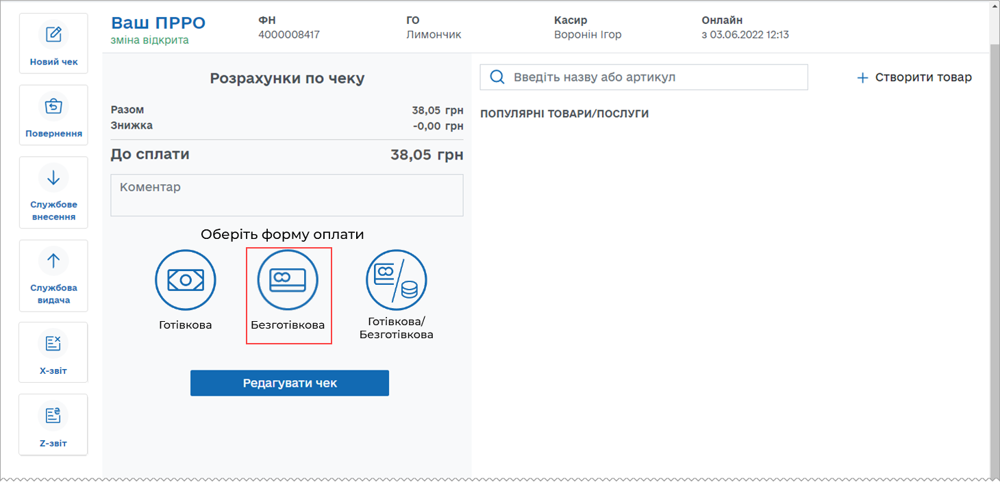 Новий чек
Повернення
Службове
внесення
Службова
видача
X-звіт
Z-звіт
Ваш ПРРО
зміна відкрита
ФН
4000008417
ГО
Лимончик
Касир
Воронін Ігор
Онлайн
з 03.06.2022 12:13
Розрахунки по чеку
Разом 38,05 грн
Знижка -0,00 грн
До сплати 38,05 грн
Коментар
Оберіть форму оплати
Готівкова
Безготівкова
Готівкова/
Безготівкова
Редагувати чек
Введіть назву або артикул
Створити товар
ПОПУЛЯРНІ ТОВАРИ/ПОСЛУГИ